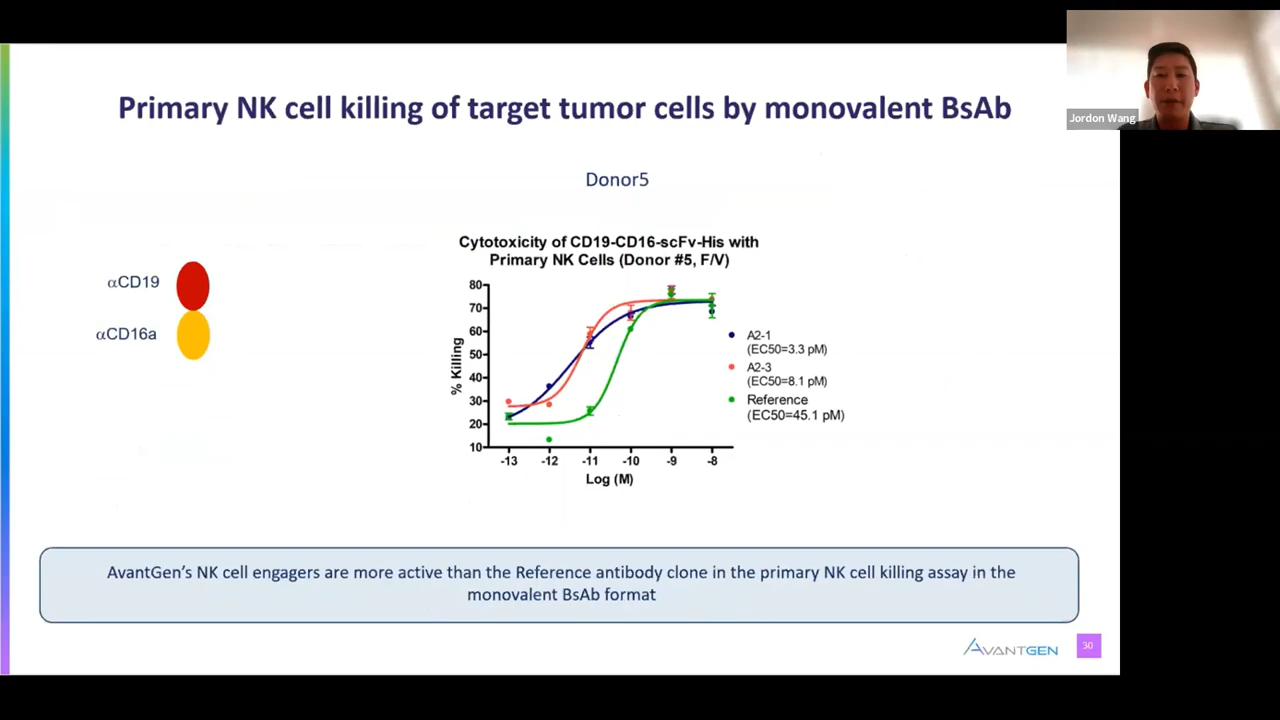 Primary NK cell killing of target tumor cells by monovalent BsAb
Jordon Wang
Donor5
αCD19
αCD16a
Cytotoxicity of CD19-CD16-scFv-His with
Primary NK Cells (Donor #5, F/V)
% Killing
80
70
60
50
40
30
20
10
-13 -12 -11 -10 -9 -8
Log (M)
A2-1
(EC50=3.3 pM)
A2-3
(EC50=8.1 pM)
Reference
(EC50=45.1 pM)
AvantGen’s NK cell engagers are more active than the Reference antibody clone in the primary NK cell killing assay in the
monovalent BsAb format
AVANTGEN
30